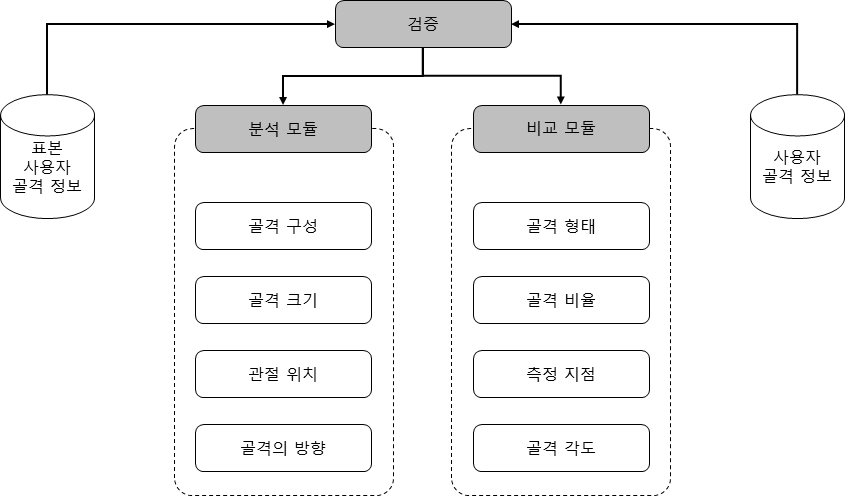 검증
표본
사용자
골격 정보
분석 모듈
비교 모듈
사용자
골격 정보
골격 구성
골격 형태
골격 크기
골격 비율
관절 위치
측정 지점
골격의 방향
골격 각도